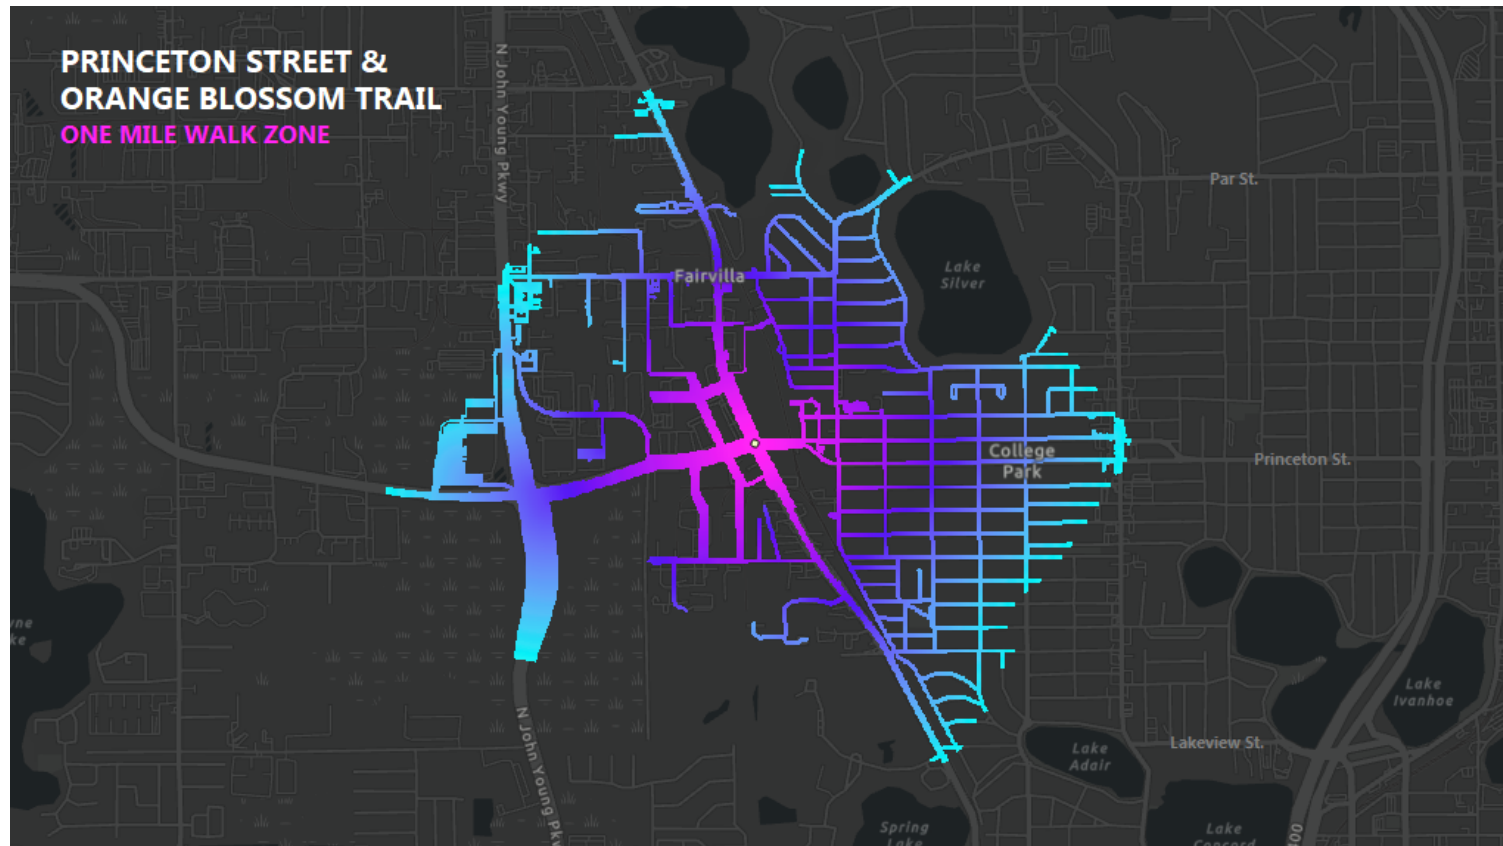 PRINCETON STREET &
ORANGE BLOSSOM TRAIL
ONE MILE WALK ZONE
N John Young Pkwy
Par St.
Fairvilla
Lake
Silver
College
Park
Princeton St.
Lake
Ivanhoe
N John Young Pkw
Lakeview St.
Lake
Adair
Spring
Lake
Lake
Concord